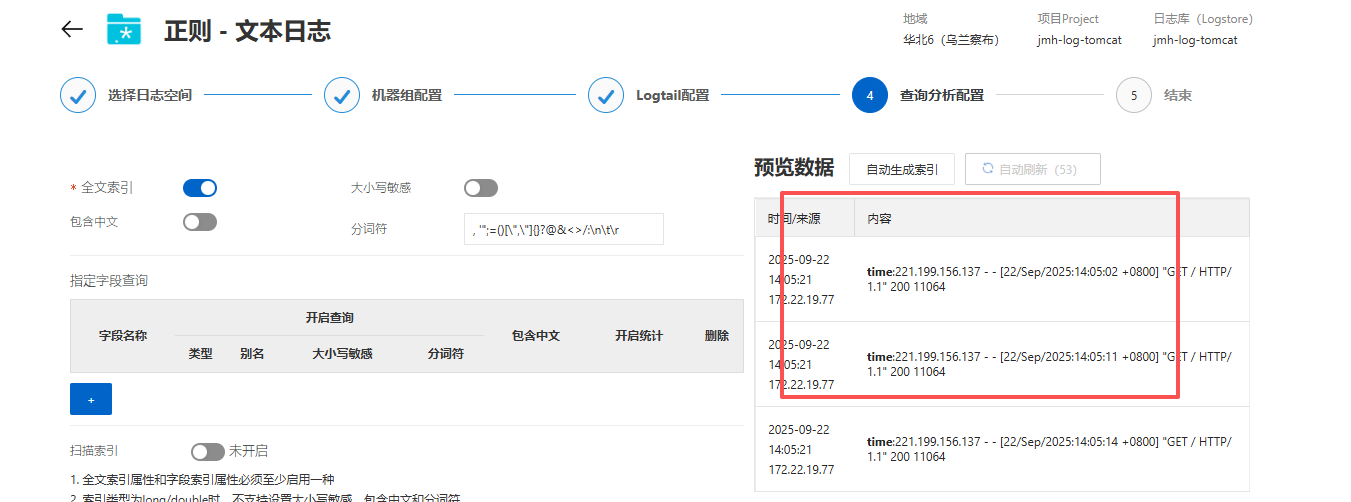 正则 - 文本日志
地域
项目Project
日志库（Logstore）
华北6（乌兰察布）
jmh-log-tomcat
jmh-log-tomcat
选择日志空间
机器组配置
Logtail配置
4
查询分析配置
5
结束
* 全文索引
大小写敏感
包含中文
分词符
, '";=()[\",\"]{}?@&<>/:\n\t\r
指定字段查询
字段名称
开启查询
包含中文
开启统计
删除
类型
别名
大小写敏感
分词符
+
扫描索引
未开启
1. 全文索引属性和字段索引属性必须至少启用一种
2. 索引类型为long/double时，不支持设置大小写敏感、包含中文和分词符
预览数据
自动生成索引
自动刷新（53）
时间/来源
内容
2025-09-22
14:05:21
172.22.19.77
time:221.199.156.137 - - [22/Sep/2025:14:05:02 +0800] "GET / HTTP/
1.1" 200 11064
2025-09-22
14:05:21
172.22.19.77
time:221.199.156.137 - - [22/Sep/2025:14:05:11 +0800] "GET / HTTP/
1.1" 200 11064
2025-09-22
14:05:21
172.22.19.77
time:221.199.156.137 - - [22/Sep/2025:14:05:14 +0800] "GET / HTTP/
1.1" 200 11064